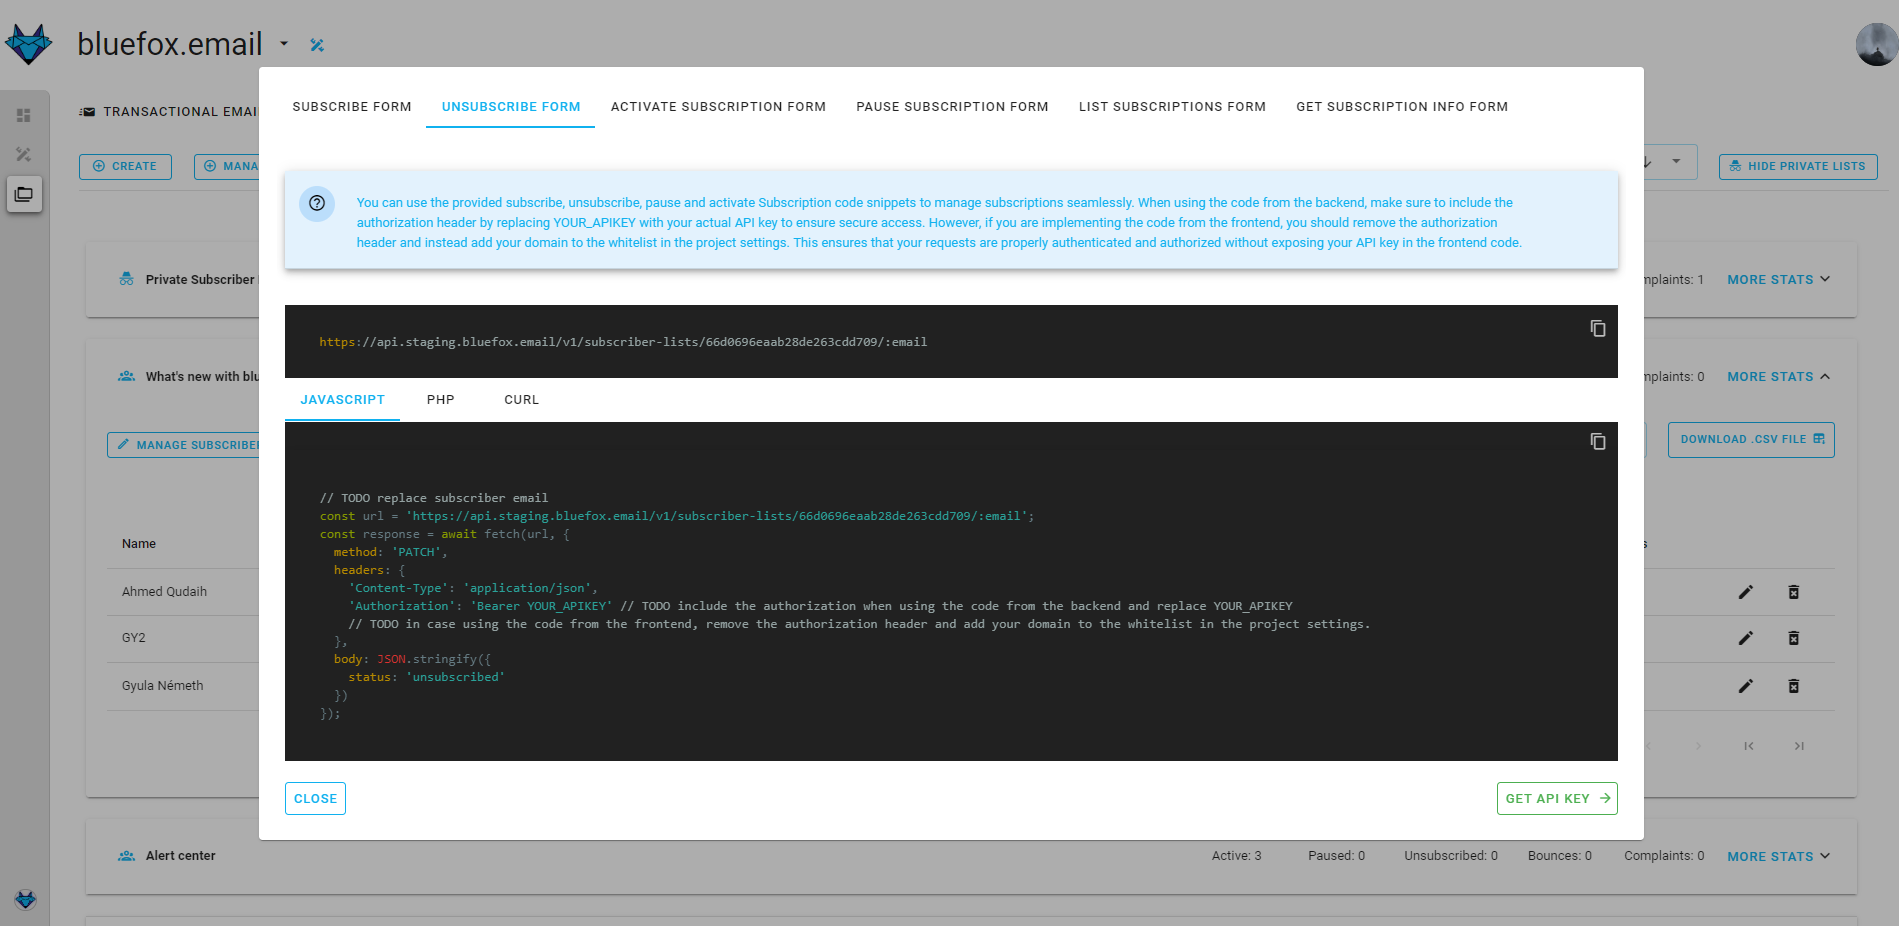 bluefox.email
TRANSACTIONAL EMAI
CREATE
MANA
HIDE PRIVATE LISTS
SUBSCRIBE FORM
UNSUBSCRIBE FORM
ACTIVATE SUBSCRIPTION FORM
PAUSE SUBSCRIPTION FORM
LIST SUBSCRIPTIONS FORM
GET SUBSCRIPTION INFO FORM
You can use the provided subscribe, unsubscribe, pause and activate Subscription code snippets to manage subscriptions seamlessly. When using the code from the backend, make sure to include the
authorization header by replacing YOUR_APIKEY with your actual API key to ensure secure access. However, if you are implementing the code from the frontend, you should remove the authorization
header and instead add your domain to the whitelist in the project settings. This ensures that your requests are properly authenticated and authorized without exposing your API key in the frontend code.
Private Subscriber
mplaints: 1
MORE STATS
https://api.staging.bluefox.email/v1/subscriber-lists/66d0696eaab28de263cdd709/:email
What's new with blu
mplaints: 0
MORE STATS
JAVASCRIPT
PHP
CURL
MANAGE SUBSCRIBER
DOWNLOAD .CSV FILE
// TODO replace subscriber email
const url = 'https://api.staging.bluefox.email/v1/subscriber-lists/66d0696eaab28de263cdd709/:email';
const response = await fetch(url, {
method: 'PATCH',
headers: {
'Content-Type': 'application/json',
'Authorization': 'Bearer YOUR_APIKEY' // TODO include the authorization when using the code from the backend and replace YOUR_APIKEY
// TODO in case using the code from the frontend, remove the authorization header and add your domain to the whitelist in the project settings.
},
body: JSON.stringify({
status: 'unsubscribed'
})
});
Name
s
Ahmed Qudaih
GY2
Gyula Németh
CLOSE
GET API KEY
Alert center
Active: 3
Paused: 0
Unsubscribed: 0
Bounces: 0
Complaints: 0
MORE STATS